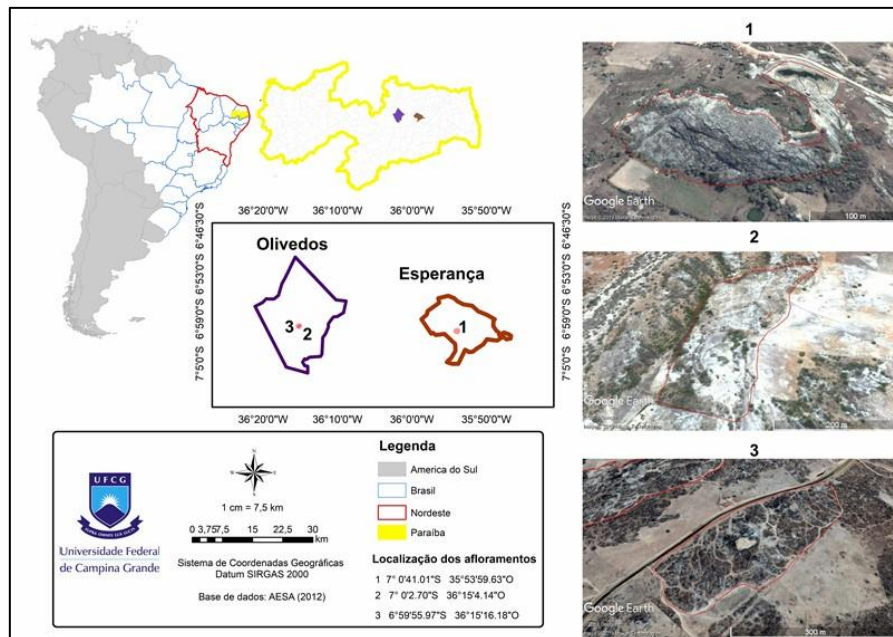 1
Google Earth
100 m
36°20'0"W 36°10'0"W 36°0'0"W 35°50'0"W
6°46'30"S
6°53'0"S
6°59'0"S
7°5'0"S
Olivedos
Esperança
3 2
1
6°46'30"S
6°53'0"S
6°59'0"S
7°5'0"S
36°20'0"W 36°10'0"W 36°0'0"W 35°50'0"W
2
Google Earth
200 m
3
Google Earth
300 m
UFCG
Universidade Federal
de Campina Grande
1 cm = 7,5 km
0 3,75 7,5 15 22,5 30
km
Sistema de Coordenadas Geográficas
Datum SIRGAS 2000
Base de dados: AESA (2012)
Legenda
America do Sul
Brasil
Nordeste
Paraíba
Localização dos afloramentos
1 7° 0'41.01"S 35°53'59.63"O
2 7° 0'2.70"S 36°15'4.14"O
3 6°59'55.97"S 36°15'16.18"O